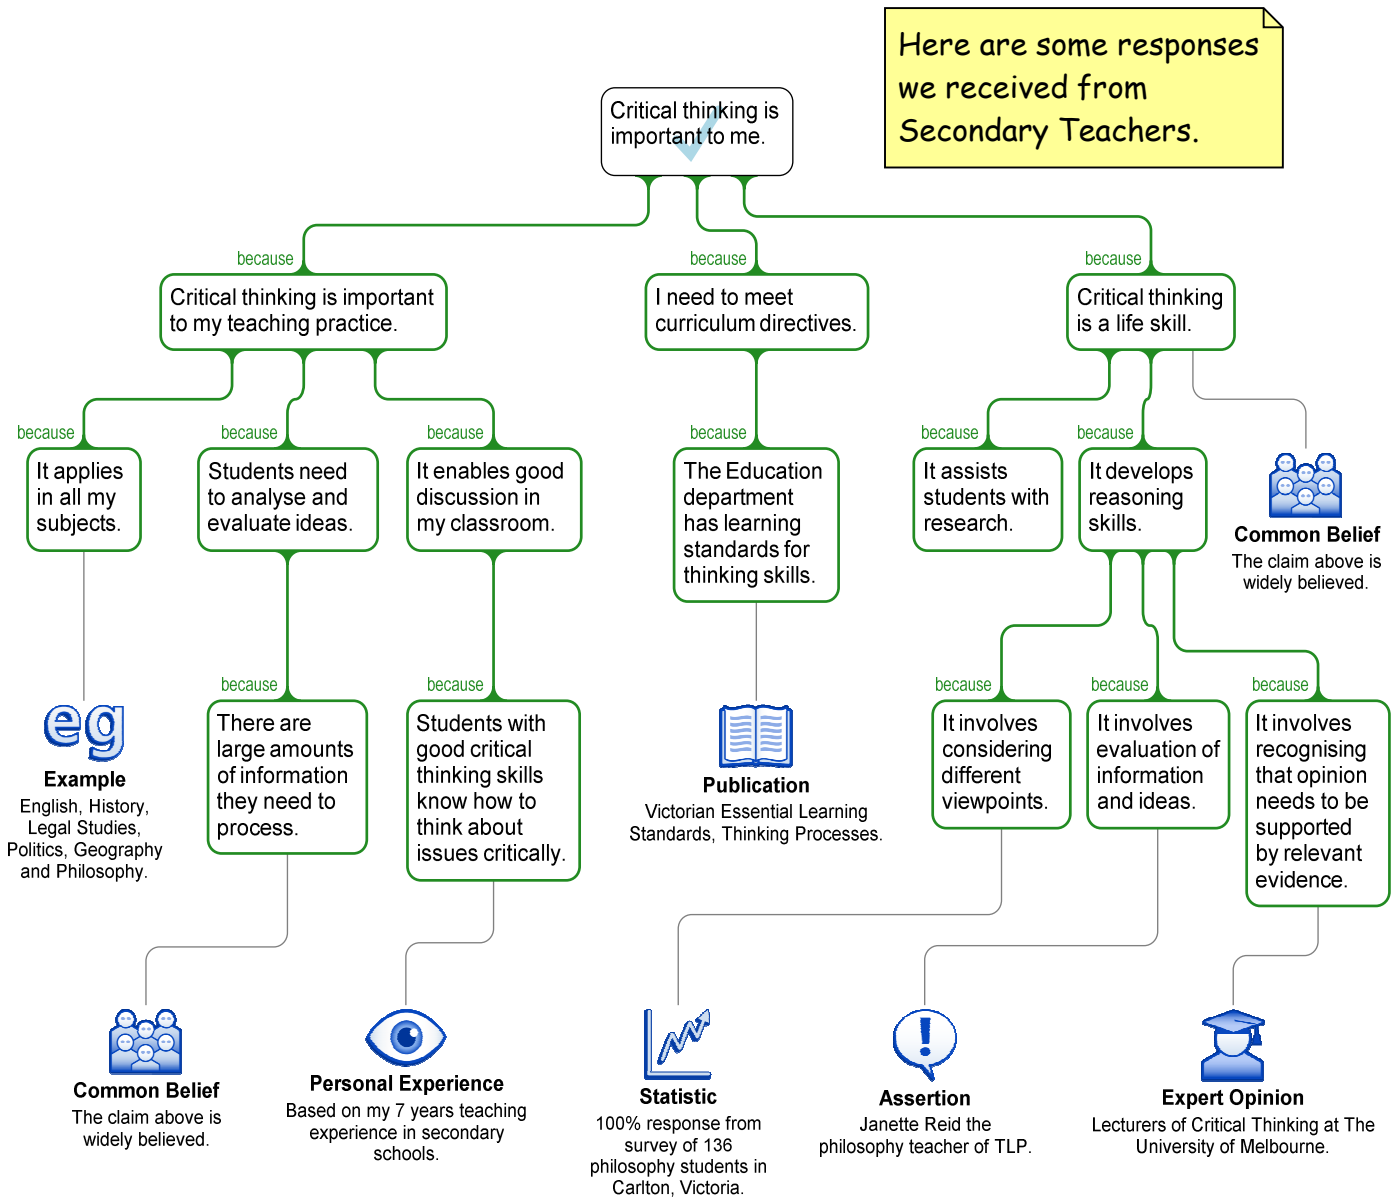 Here are some responses
we received from
Secondary Teachers.
Critical thinking is
important to me.
because
because
because
Critical thinking is important
to my teaching practice.
I need to meet
curriculum directives.
Critical thinking
is a life skill.
because
because
because
because
because
because
It applies
in all my
subjects.
Students need
to analyse and
evaluate ideas.
It enables good
discussion in
my classroom.
The Education
department
has learning
standards for
thinking skills.
It assists
students with
research.
It develops
reasoning
skills.
Common Belief
The claim above is
widely believed.
because
because
because
because
because
eg
Example
English, History,
Legal Studies,
Politics, Geography
and Philosophy.
There are
large amounts
of information
they need to
process.
Students with
good critical
thinking skills
know how to
think about
issues critically.
Publication
Victorian Essential Learning
Standards, Thinking Processes.
It involves
considering
different
viewpoints.
It involves
evaluation of
information
and ideas.
It involves
recognising
that opinion
needs to be
supported
by relevant
evidence.
Common Belief
The claim above is
widely believed.
Personal Experience
Based on my 7 years teaching
experience in secondary
schools.
Statistic
100% response from
survey of 136
philosophy students in
Carlton, Victoria.
!
Assertion
Janette Reid the
philosophy teacher of TLP.
Expert Opinion
Lecturers of Critical Thinking at The
University of Melbourne.